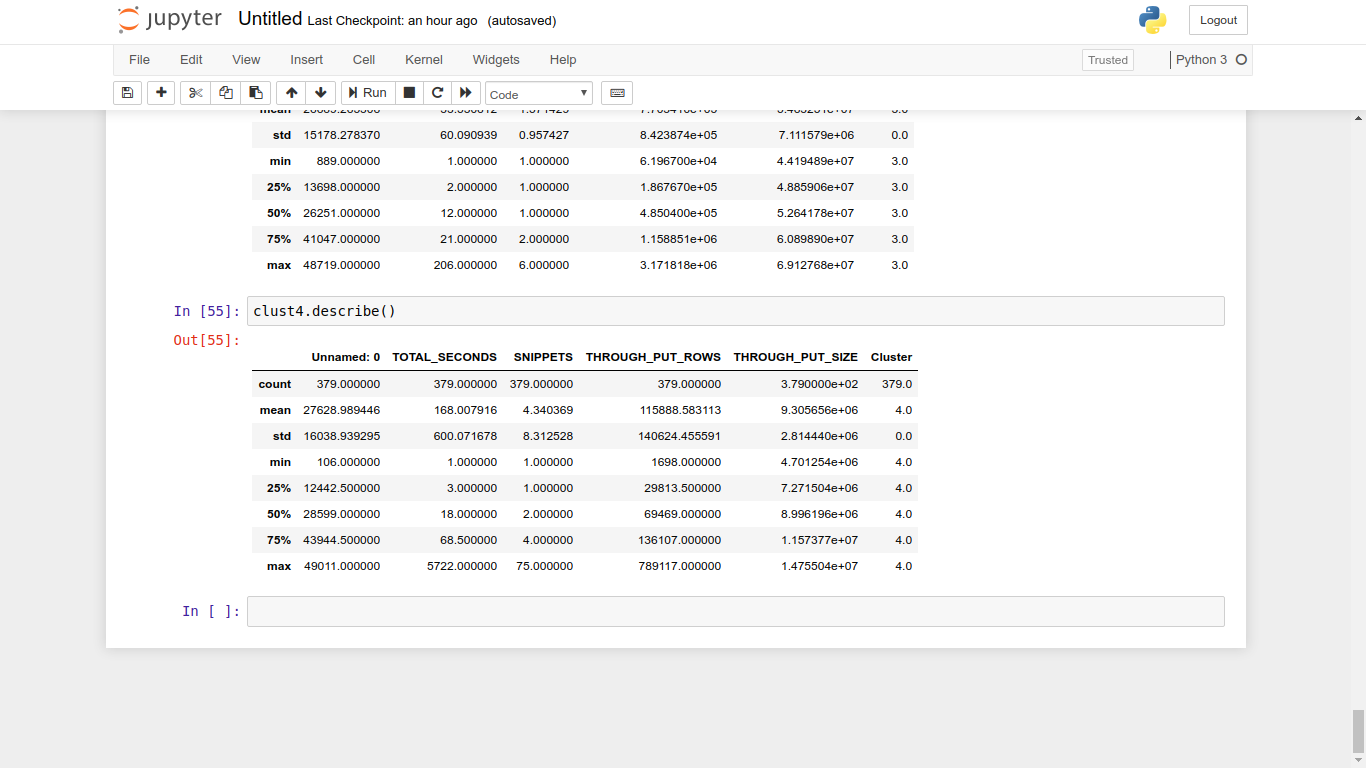 jupyter Untitled Last Checkpoint: an hour ago (autosaved) Logout
File Edit View Insert Cell Kernel Widgets Help Trusted Python 3
Run Code
mean 3.0
std 15178.278370 60.090939 0.957427 8.423874e+05 7.111579e+06 0.0
min 889.000000 1.000000 1.000000 6.196700e+04 4.419489e+07 3.0
25% 13698.000000 2.000000 1.000000 1.867670e+05 4.885906e+07 3.0
50% 26251.000000 12.000000 1.000000 4.850400e+05 5.264178e+07 3.0
75% 41047.000000 21.000000 2.000000 1.158851e+06 6.089890e+07 3.0
max 48719.000000 206.000000 6.000000 3.171818e+06 6.912768e+07 3.0
In [55]: clust4.describe()
Out[55]:
Unnamed: 0 TOTAL_SECONDS SNIPPETS THROUGH_PUT_ROWS THROUGH_PUT_SIZE Cluster
count 379.000000 379.000000 379.000000 379.000000 3.790000e+02 379.0
mean 27628.989446 168.007916 4.340369 115888.583113 9.305656e+06 4.0
std 16038.939295 600.071678 8.312528 140624.455591 2.814440e+06 0.0
min 106.000000 1.000000 1.000000 1698.000000 4.701254e+06 4.0
25% 12442.500000 3.000000 1.000000 29813.500000 7.271504e+06 4.0
50% 28599.000000 18.000000 2.000000 69469.000000 8.996196e+06 4.0
75% 43944.500000 68.500000 4.000000 136107.000000 1.157377e+07 4.0
max 49011.000000 5722.000000 75.000000 789117.000000 1.475504e+07 4.0
In [ ]: